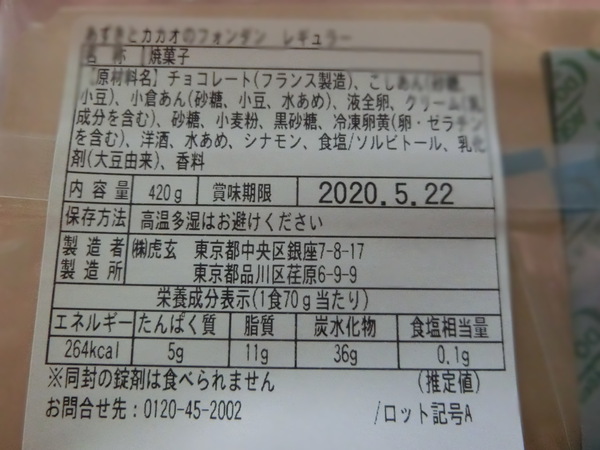 あずきとカカオのフォンダン レギュラー
名 称 焼菓子
【原材料名】チョコレート(フランス製造)、こしあん(砂糖、
小豆)、小倉あん(砂糖、小豆、水あめ)、液全卵、クリーム(乳
成分を含む)、砂糖、小麦粉、黒砂糖、冷凍卵黄(卵・ゼラチン
を含む)、洋酒、水あめ、シナモン、食塩/ソルビトール、乳化
剤(大豆由来)、香料
内 容 量 420g 賞味期限 2020.5.22
保存方法 高温多湿はお避けください
製 造 者 ㈱虎玄 東京都中央区銀座7-8-17
製 造 所 東京都品川区荏原6-9-9
栄養成分表示(1食70g当たり)
エネルギー たんぱく質 脂質 炭水化物 食塩相当量
264kcal 5g 11g 36g 0.1g
※同封の錠剤は食べられません (推定値)
お問合せ先:0120-45-2002 /ロット記号A